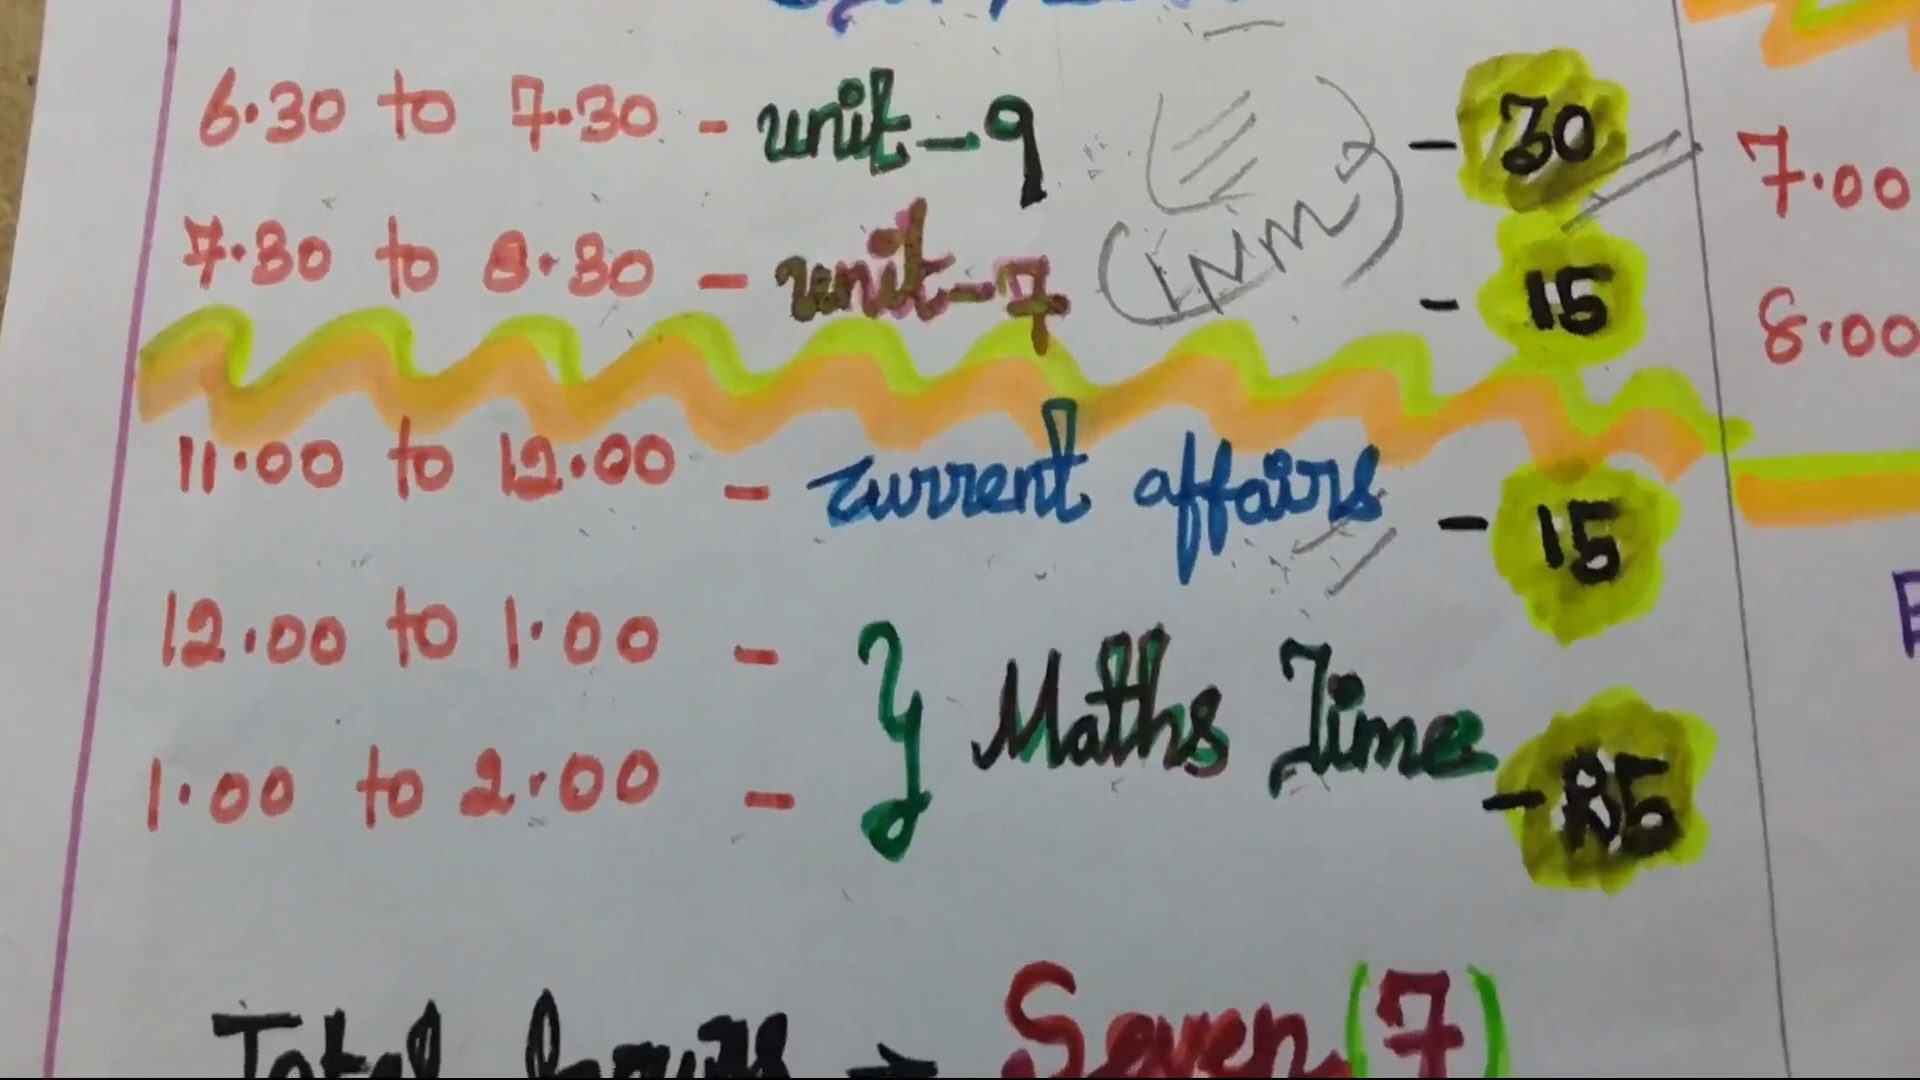 6.30 to 7.30 - unit-9 - 30
7.30 to 8.30 - unit-7 (INM) - 15
11.00 to 12.00 - current affairs - 15
12.00 to 1.00 -
1.00 to 2.00 - } Maths Time - 25
Total hours → Seven (7)
7.00
8.00